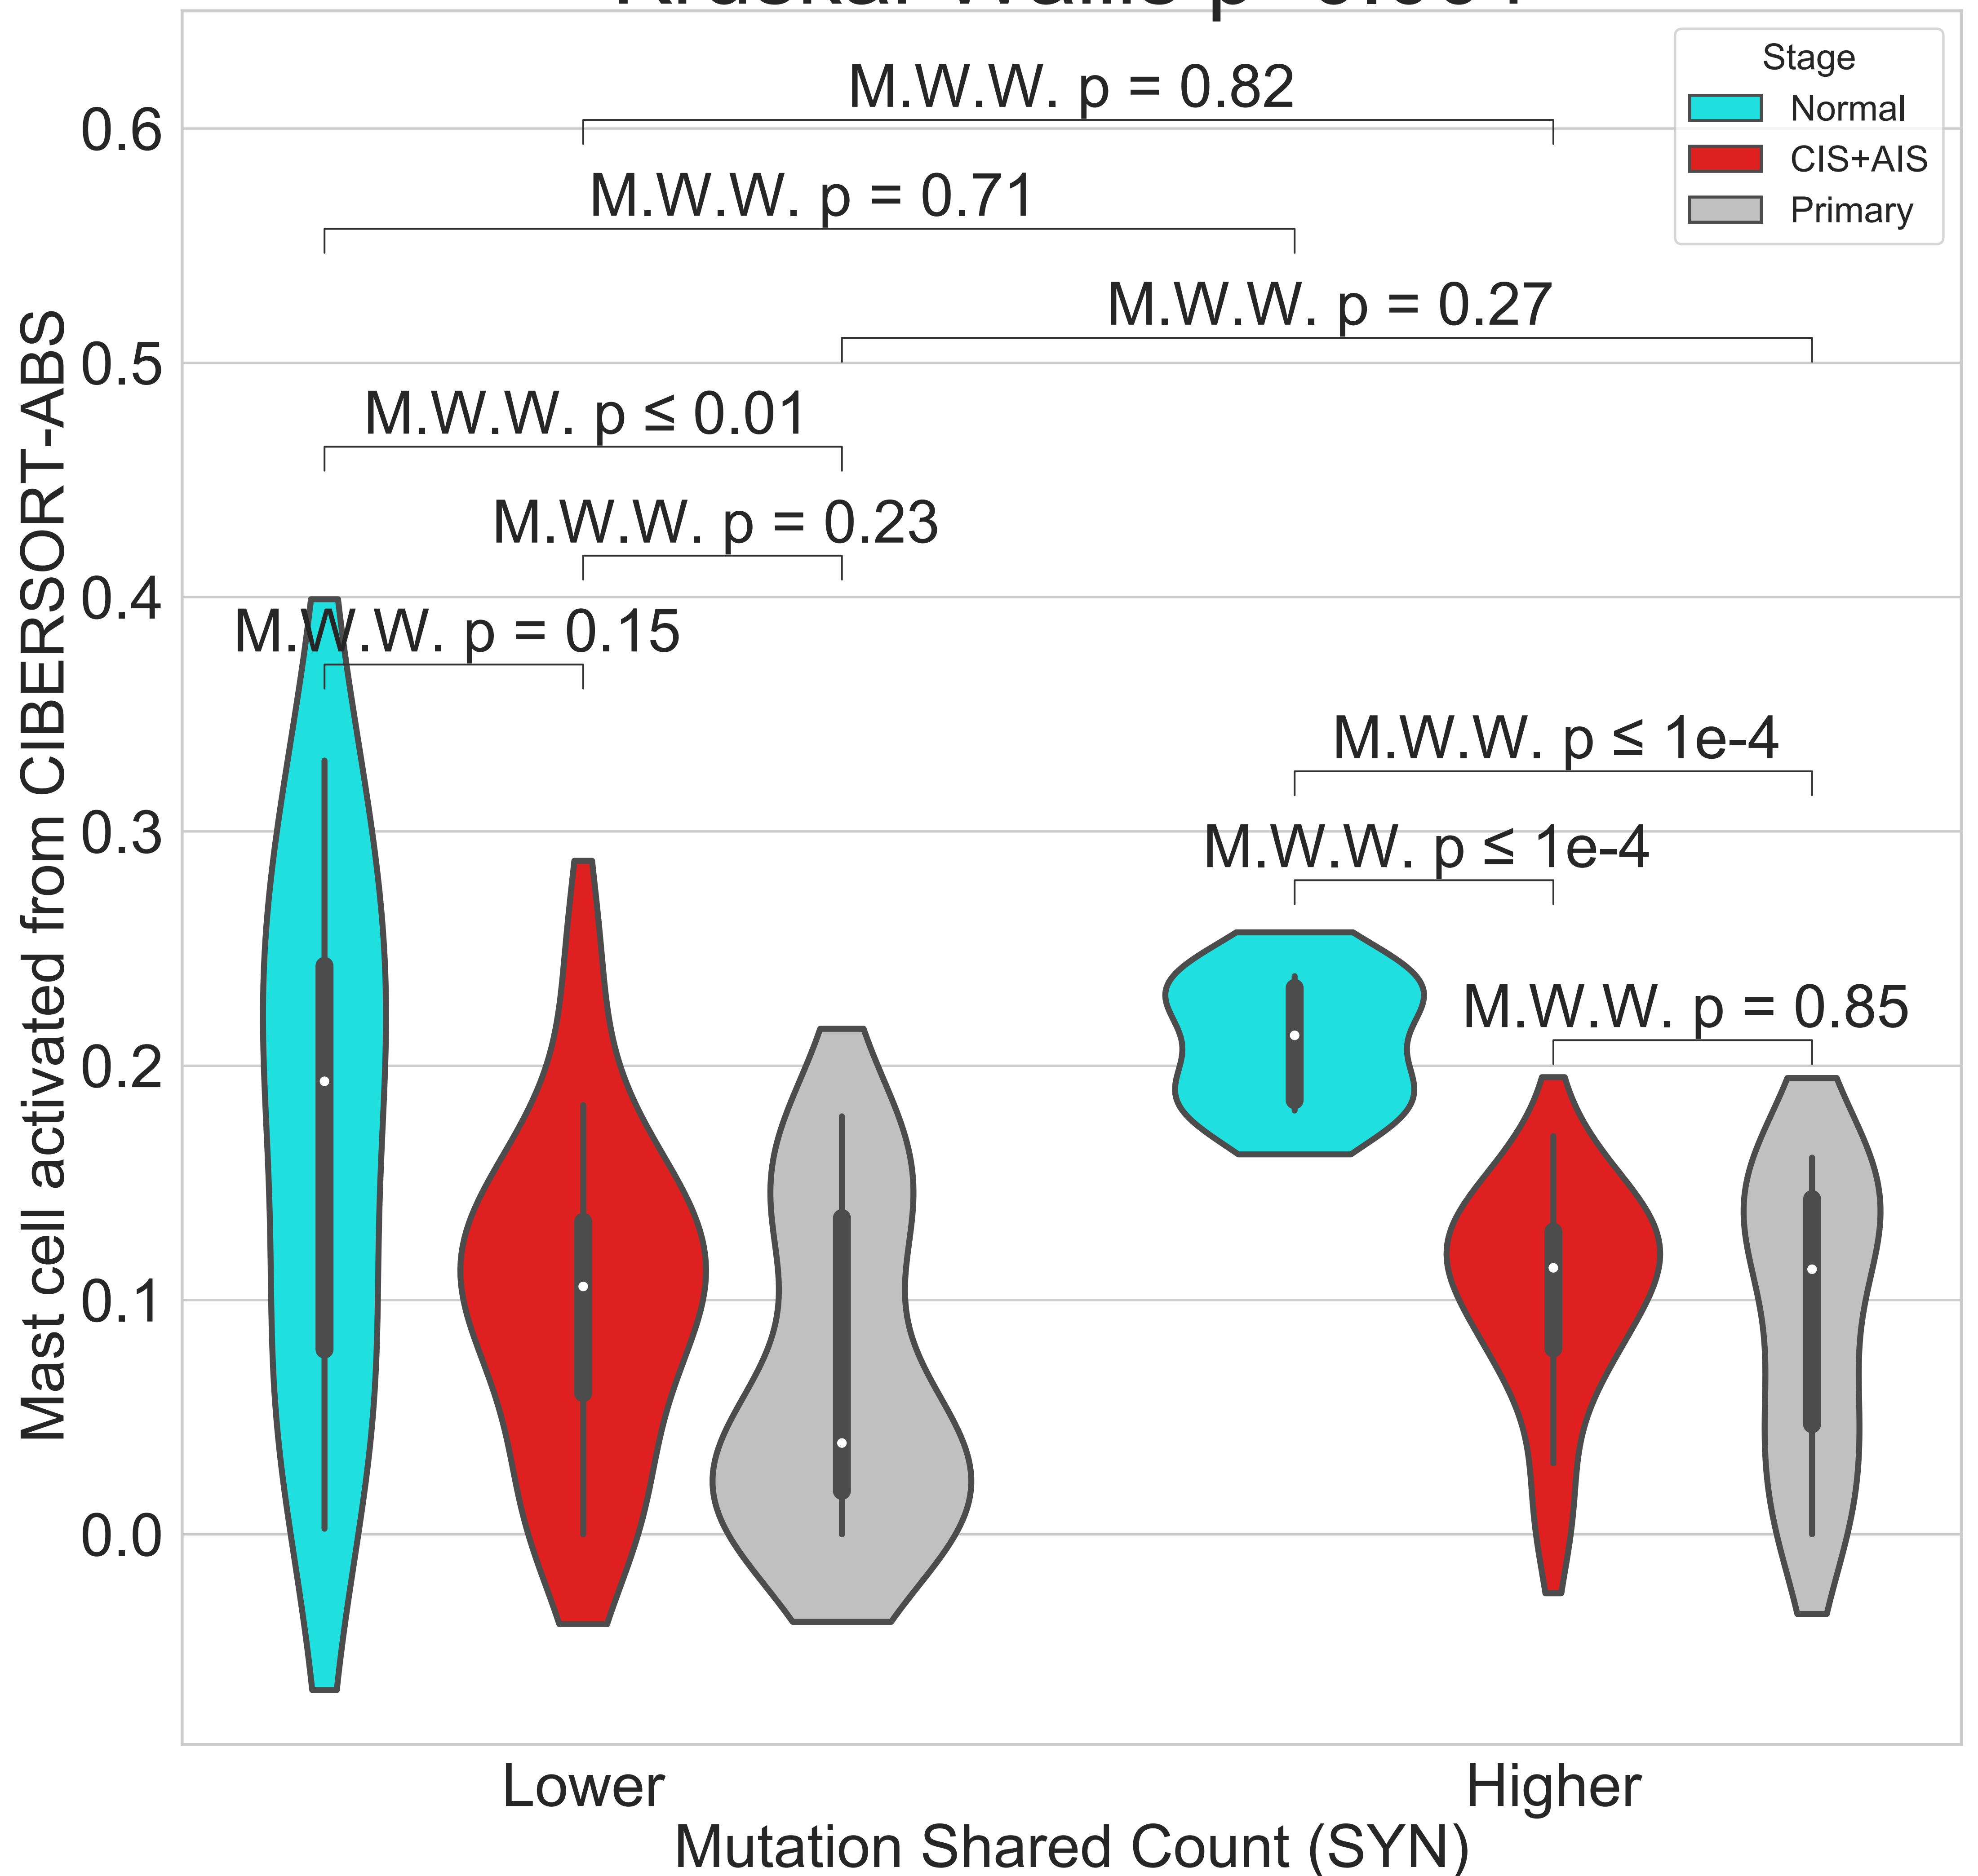 Stage
Normal
CIS+AIS
Primary
M.W.W. p = 0.82
M.W.W. p = 0.71
M.W.W. p = 0.27
M.W.W. p ≤ 0.01
M.W.W. p = 0.23
M.W.W. p = 0.15
M.W.W. p ≤ 1e-4
M.W.W. p ≤ 1e-4
M.W.W. p = 0.85
Mast cell activated from CIBERSORT-ABS
0.6
0.5
0.4
0.3
0.2
0.1
0.0
Lower
Higher
Mutation Shared Count (SYN)